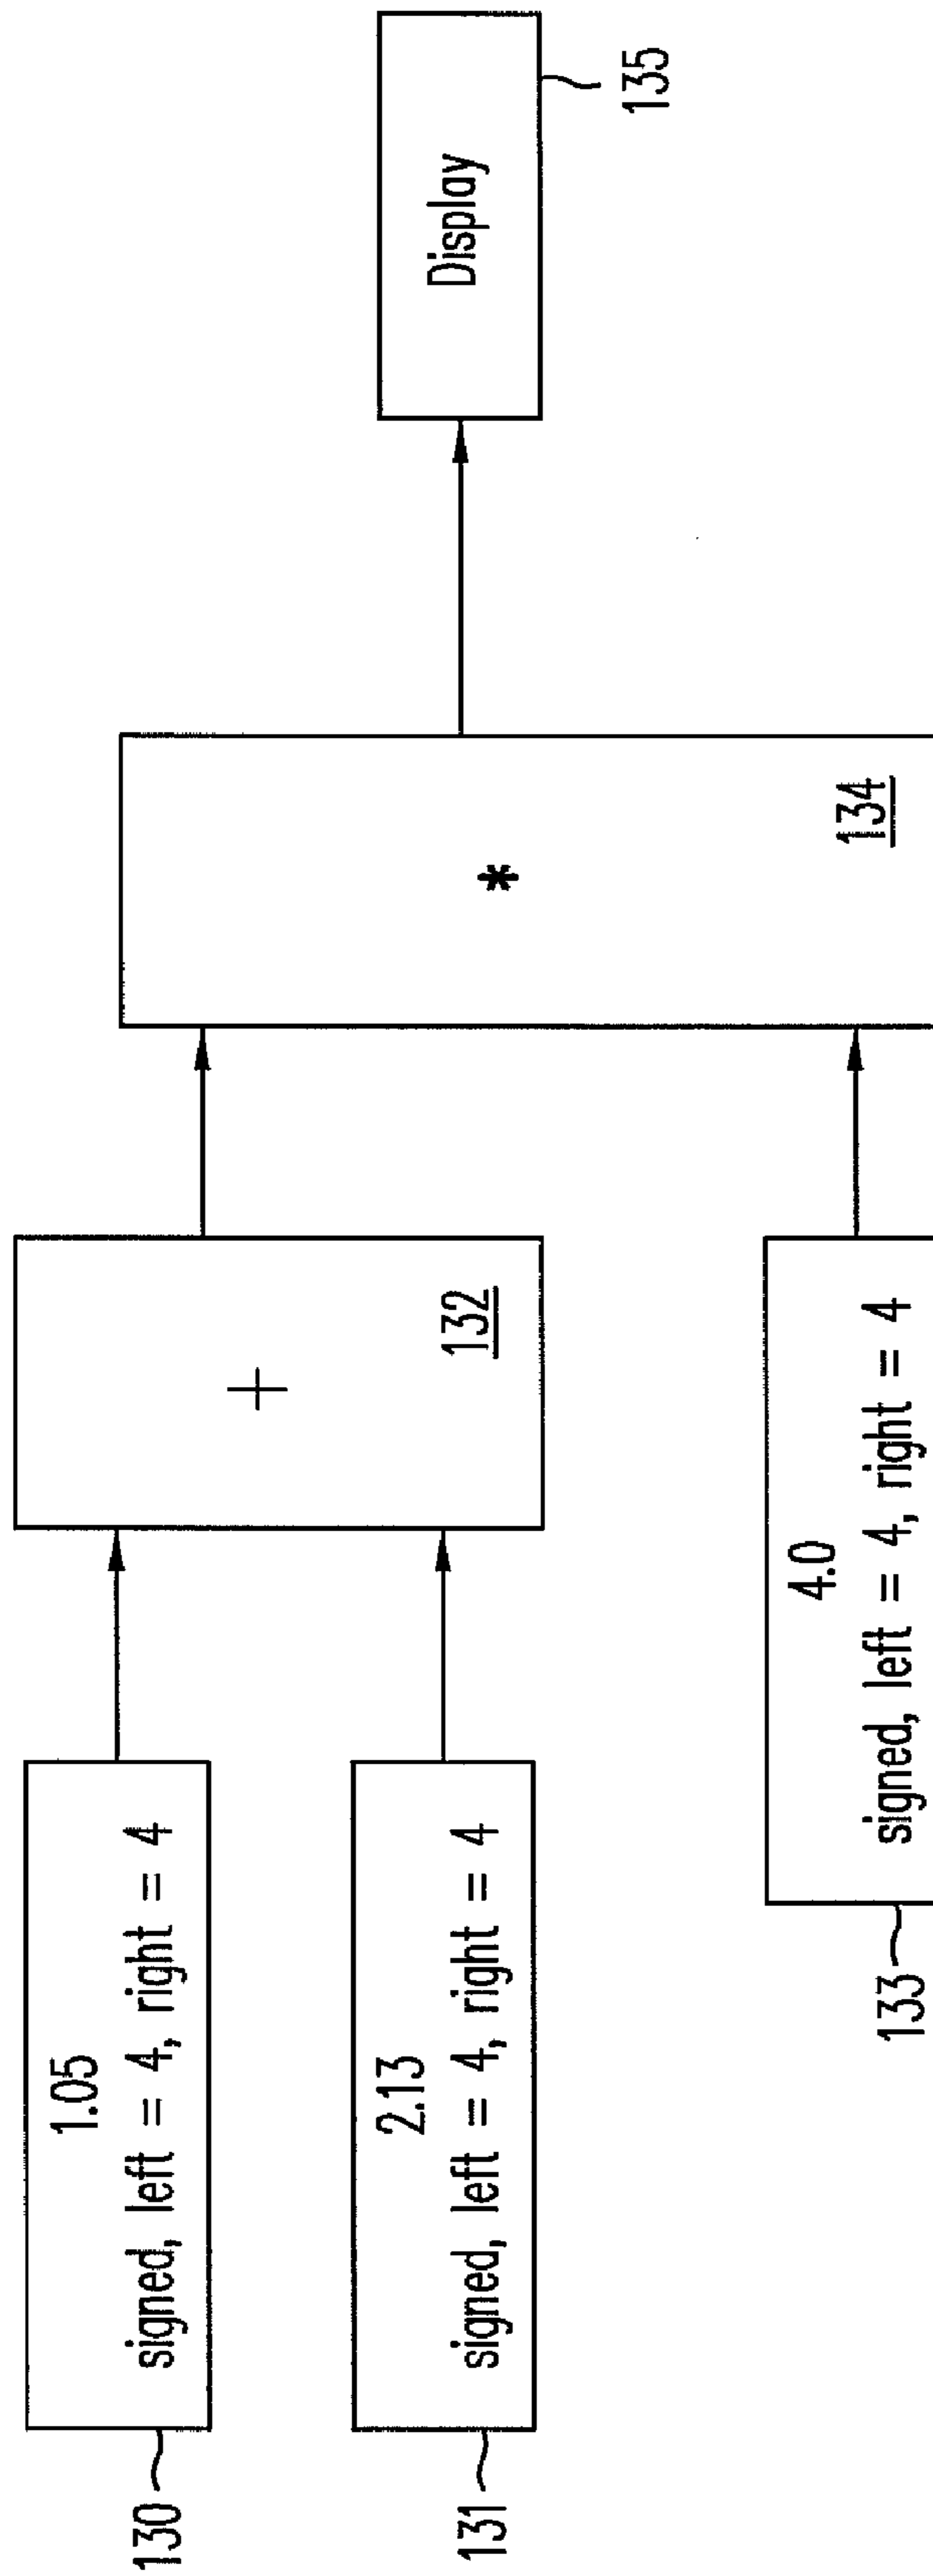 1.05
signed, left = 4, right = 4
130
2.13
signed, left = 4, right = 4
131
+
132
4.0
signed, left = 4, right = 4
133
*
134
Display
135